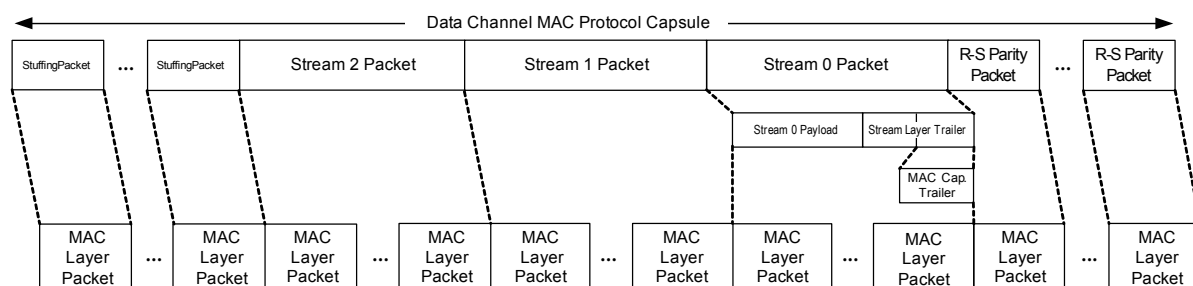 Data Channel MAC Protocol Capsule
StuffingPacket
...
StuffingPacket
Stream 2 Packet
Stream 1 Packet
Stream 0 Packet
R-S Parity
Packet
...
R-S Parity
Packet
Stream 0 Payload
Stream Layer Trailer
MAC Cap.
Trailer
MAC
Layer
Packet
...
MAC
Layer
Packet
MAC
Layer
Packet
...
MAC
Layer
Packet
MAC
Layer
Packet
...
MAC
Layer
Packet
MAC
Layer
Packet
...
MAC
Layer
Packet
MAC
Layer
Packet
...
MAC
Layer
Packet